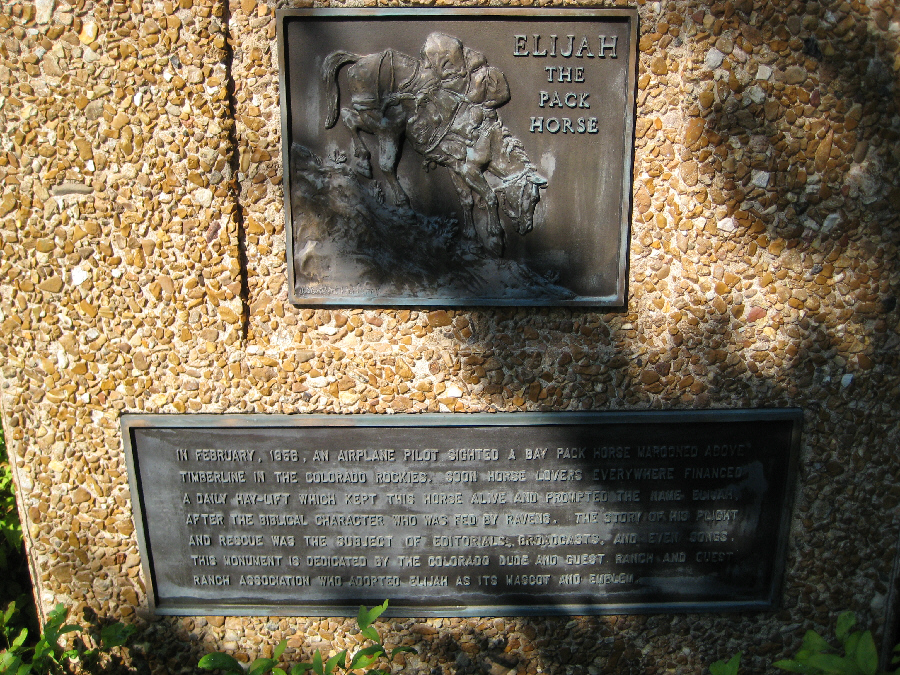 ELIJAH
THE
PACK
HORSE
IN FEBRUARY, 1956, AN AIRPLANE PILOT SIGHTED A BAY PACK HORSE MAROONED ABOVE
TIMBERLINE IN THE COLORADO ROCKIES. SOON HORSE LOVERS EVERYWHERE FINANCED
A DAILY HAY-LIFT WHICH KEPT THIS HORSE ALIVE AND PROMPTED THE NAME ELIJAH,
AFTER THE BIBLICAL CHARACTER WHO WAS FED BY RAVENS. THE STORY OF HIS PLIGHT
AND RESCUE WAS THE SUBJECT OF EDITORIALS, BROADCASTS, AND EVEN SONGS.
THIS MONUMENT IS DEDICATED BY THE COLORADO DUDE AND GUEST RANCH AND GUEST
RANCH ASSOCIATION WHO ADOPTED ELIJAH AS ITS MASCOT AND EMBLEM.